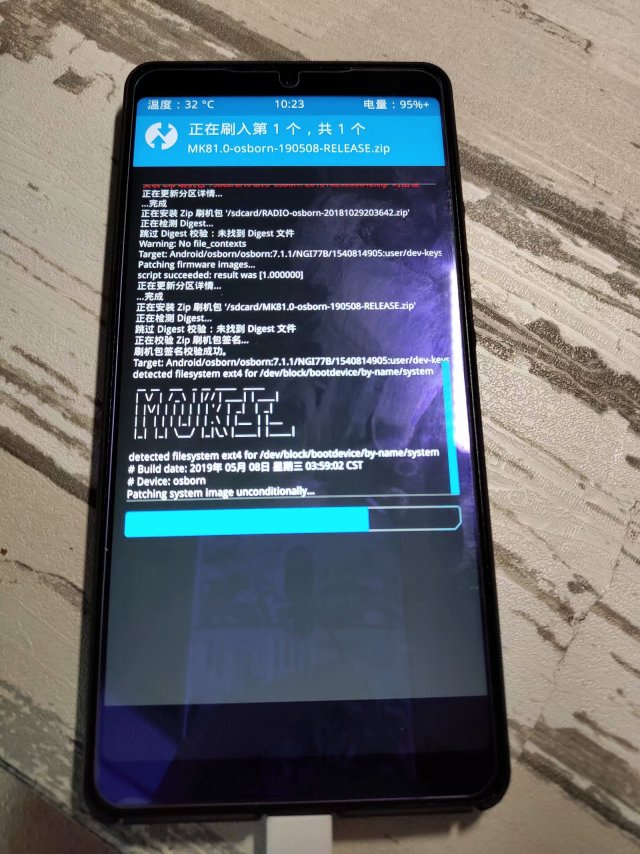 温度：32 °C 10:23 电量：95%+
正在刷入第 1 个，共 1 个
MK81.0-osborn-190508-RELEASE.zip
正在更新分区详情...
...完成
正在安装 Zip 刷机包 '/sdcard/RADIO-osborn-20181029203642.zip'
正在检测 Digest...
跳过 Digest 校验：未找到 Digest 文件
Warning: No file_contexts
Target: Android/osborn/osborn:7.1.1/NGI77B/1540814905:user/dev-keys
Patching firmware images...
script succeeded: result was [1.000000]
正在更新分区详情...
...完成
正在安装 Zip 刷机包 '/sdcard/MK81.0-osborn-190508-RELEASE.zip'
正在检测 Digest...
跳过 Digest 校验：未找到 Digest 文件
正在校验 Zip 刷机包签名...
刷机包签名校验成功。
Target: Android/osborn/osborn:7.1.1/NGI77B/1540814905:user/dev-keys
detected filesystem ext4 for /dev/block/bootdevice/by-name/system
MOKEE
detected filesystem ext4 for /dev/block/bootdevice/by-name/system
# Build date: 2019年 05月 08日 星期三 03:59:02 CST
# Device: osborn
Patching system image unconditionally...